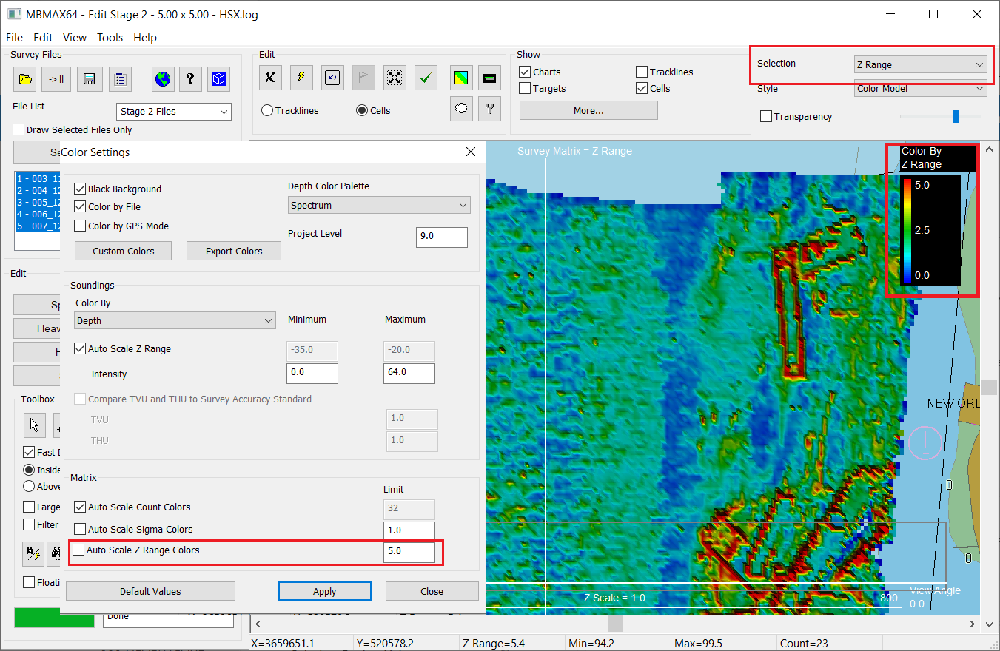 MBMAX64 - Edit Stage 2 - 5.00 x 5.00 - HSX.log
File Edit View Tools Help
Survey Files
-> II
?
File List
Stage 2 Files
Draw Selected Files Only
Edit
X
Tracklines
Cells
Show
Charts
Tracklines
Targets
Cells
More...
Selection
Z Range
Style
Color Model
Transparency
Se
1 - 003_1
2 - 004_12
3 - 005_12
4 - 006_12
5 - 007_12
Edit
Sp
Heav
H
Toolbox
Fast D
Inside
Above
Large
Filter
Floati
Done
Color Settings
Black Background
Color by File
Color by GPS Mode
Custom Colors
Export Colors
Depth Color Palette
Spectrum
Project Level
9.0
Soundings
Color By
Depth
Minimum
Maximum
Auto Scale Z Range
-35.0
-20.0
Intensity
0.0
64.0
Compare TVU and THU to Survey Accuracy Standard
TVU
1.0
THU
1.0
Matrix
Limit
Auto Scale Count Colors
32
Auto Scale Sigma Colors
1.0
Auto Scale Z Range Colors
5.0
Default Values
Apply
Close
Survey Matrix = Z Range
Color By
Z Range
5.0
2.5
0.0
NEW ORL
Z Scale = 1.0
800
View Angle
0.0
X=3659651.1
Y=520578.2
Z Range=5.4
Min=94.2
Max=99.5
Count=23